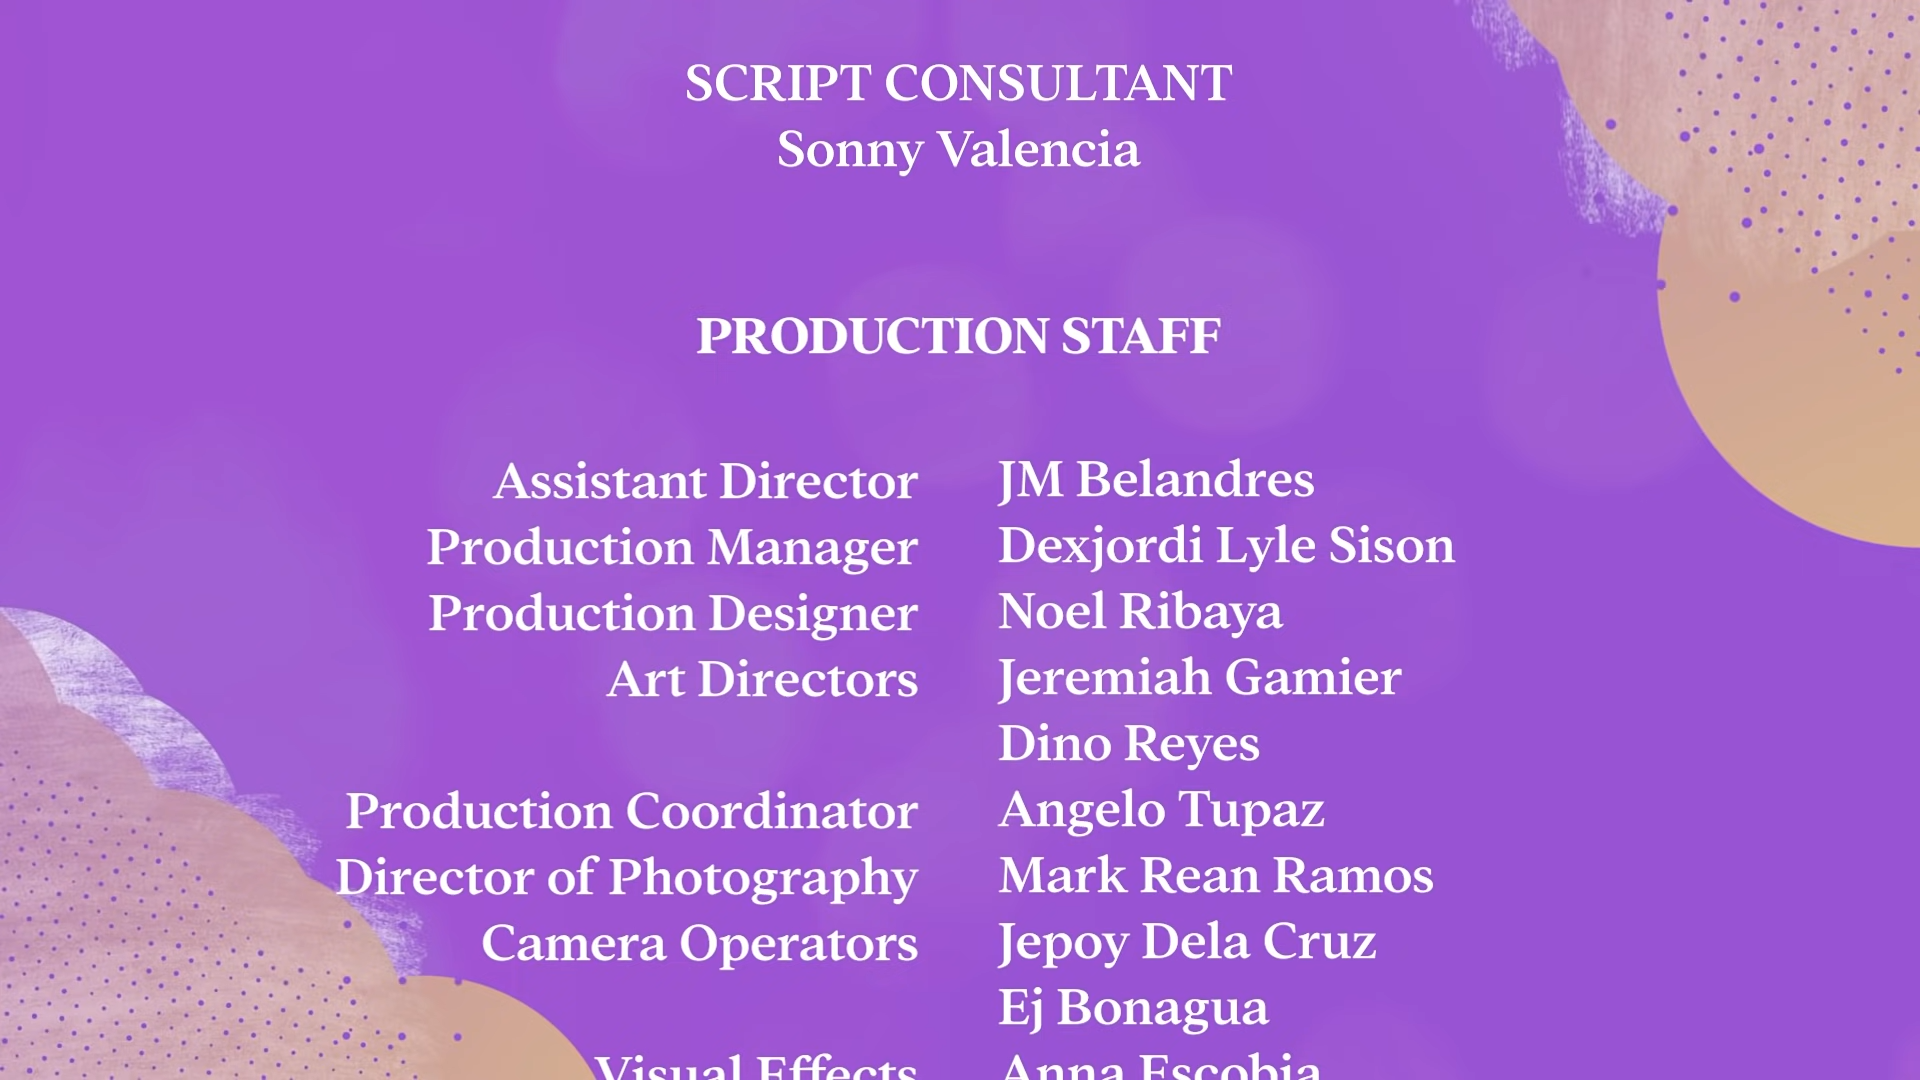 SCRIPT CONSULTANT
Sonny Valencia
PRODUCTION STAFF
Assistant Director JM Belandres
Production Manager Dexjordi Lyle Sison
Production Designer Noel Ribaya
Art Directors Jeremiah Gamier
Dino Reyes
Production Coordinator Angelo Tupaz
Director of Photography Mark Rean Ramos
Camera Operators Jepoy Dela Cruz
Ej Bonagua
Visual Effects Anna Escobia